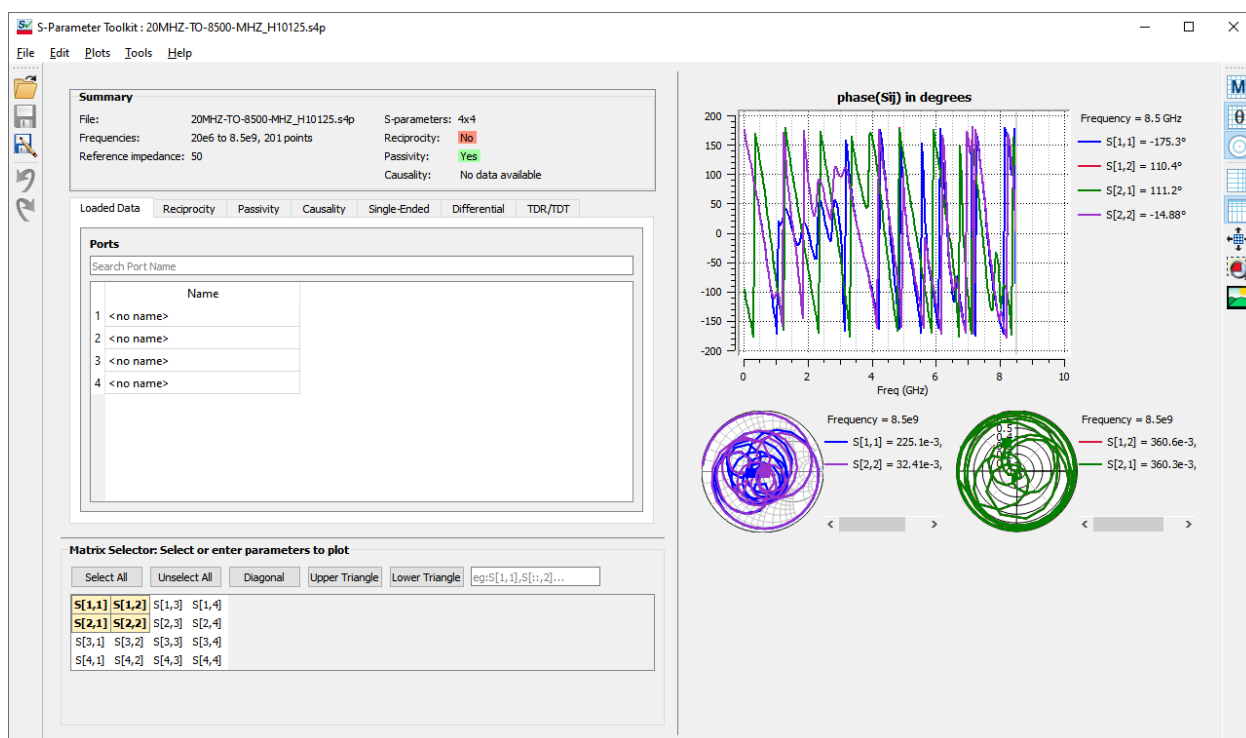 S-Parameter Toolkit : 20MHZ-TO-8500-MHZ_H10125.s4p
File Edit Plots Tools Help
Summary
File: 20MHZ-TO-8500-MHZ_H10125.s4p S-parameters: 4x4
Frequencies: 20e6 to 8.5e9, 201 points Reciprocity: No
Reference impedance: 50 Passivity: Yes
Causality: No data available
Loaded Data Reciprocity Passivity Causality Single-Ended Differential TDR/TDT
Ports
Search Port Name
Name
1 <no name>
2 <no name>
3 <no name>
4 <no name>
Matrix Selector: Select or enter parameters to plot
Select All Unselect All Diagonal Upper Triangle Lower Triangle eg:S[1,1],S[::,2]...
S[1,1] S[1,2] S[1,3] S[1,4]
S[2,1] S[2,2] S[2,3] S[2,4]
S[3,1] S[3,2] S[3,3] S[3,4]
S[4,1] S[4,2] S[4,3] S[4,4]
phase(Sij) in degrees
200
150
100
50
0
-50
-100
-150
-200
0 2 4 6 8 10
Freq (GHz)
Frequency = 8.5 GHz
S[1,1] = -175.3°
S[1,2] = 110.4°
S[2,1] = 111.2°
S[2,2] = -14.88°
Frequency = 8.5e9
S[1,1] = 225.1e-3,
S[2,2] = 32.41e-3,
0.5
Frequency = 8.5e9
S[1,2] = 360.6e-3,
S[2,1] = 360.3e-3,
M
θ